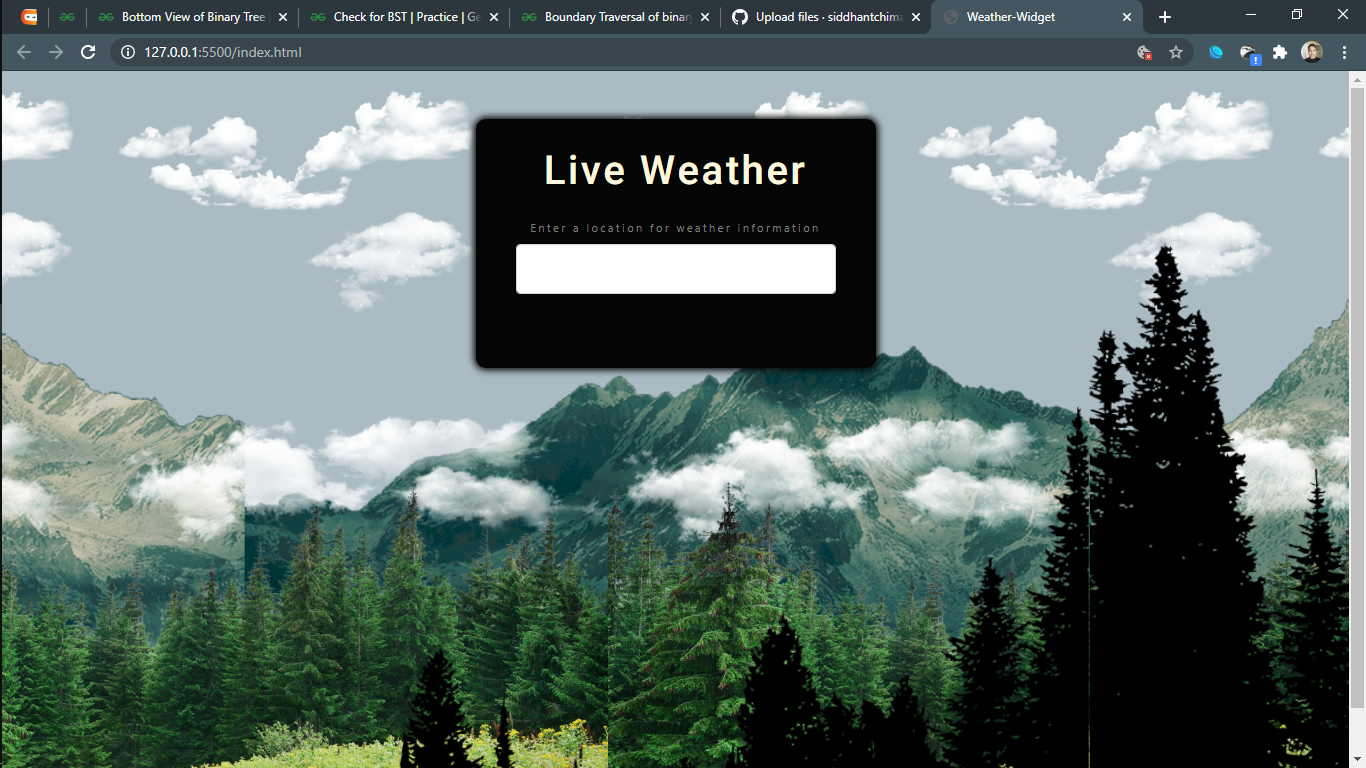 Bottom View of Binary Tree
Check for BST | Practice | Ge
Boundary Traversal of binar
Upload files · siddhantchima
Weather-Widget
127.0.0.1:5500/index.html
Live Weather
Enter a location for weather information